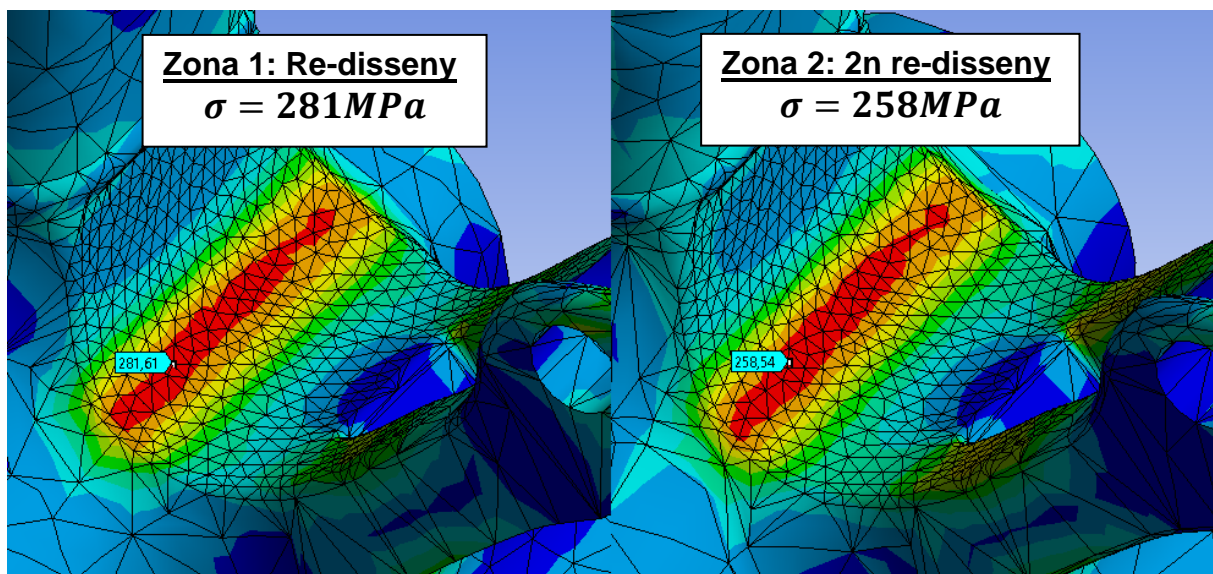 Zona 1: Re-disseny
σ = 281MPa
281,61
Zona 2: 2n re-disseny
σ = 258MPa
258,54